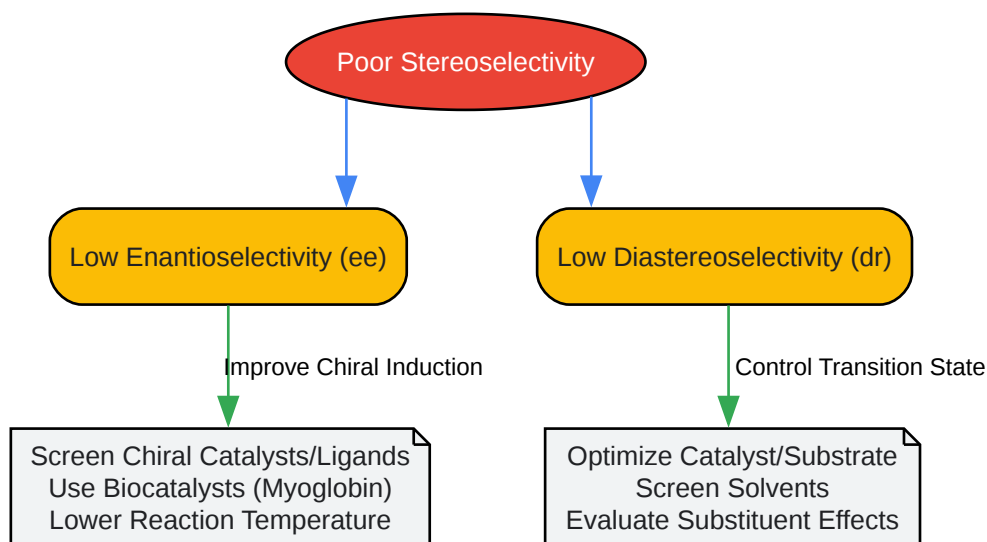 Poor Stereoselectivity
Low Enantioselectivity (ee)
Low Diastereoselectivity (dr)
Improve Chiral Induction
Control Transition State
Screen Chiral Catalysts/Ligands
Use Biocatalysts (Myoglobin)
Lower Reaction Temperature
Optimize Catalyst/Substrate
Screen Solvents
Evaluate Substituent Effects